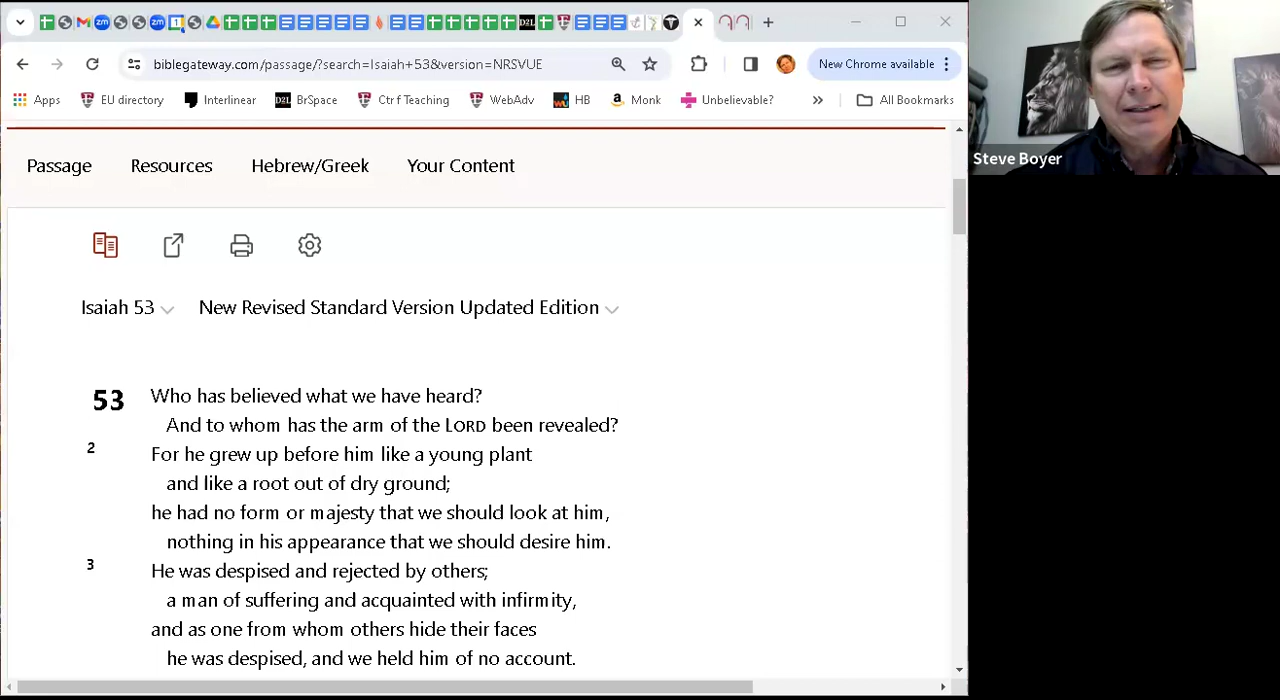 biblegateway.com/passage/?search=Isaiah+53&version=NRSVUE
New Chrome available
Apps
EU directory
Interlinear
D2L BrSpace
Ctr f Teaching
WebAdv
HB
Monk
Unbelievable?
»
All Bookmarks
Steve Boyer
Passage
Resources
Hebrew/Greek
Your Content
Isaiah 53
New Revised Standard Version Updated Edition
53 Who has believed what we have heard?
And to whom has the arm of the LORD been revealed?
2 For he grew up before him like a young plant
and like a root out of dry ground;
he had no form or majesty that we should look at him,
nothing in his appearance that we should desire him.
3 He was despised and rejected by others;
a man of suffering and acquainted with infirmity,
and as one from whom others hide their faces
he was despised, and we held him of no account.